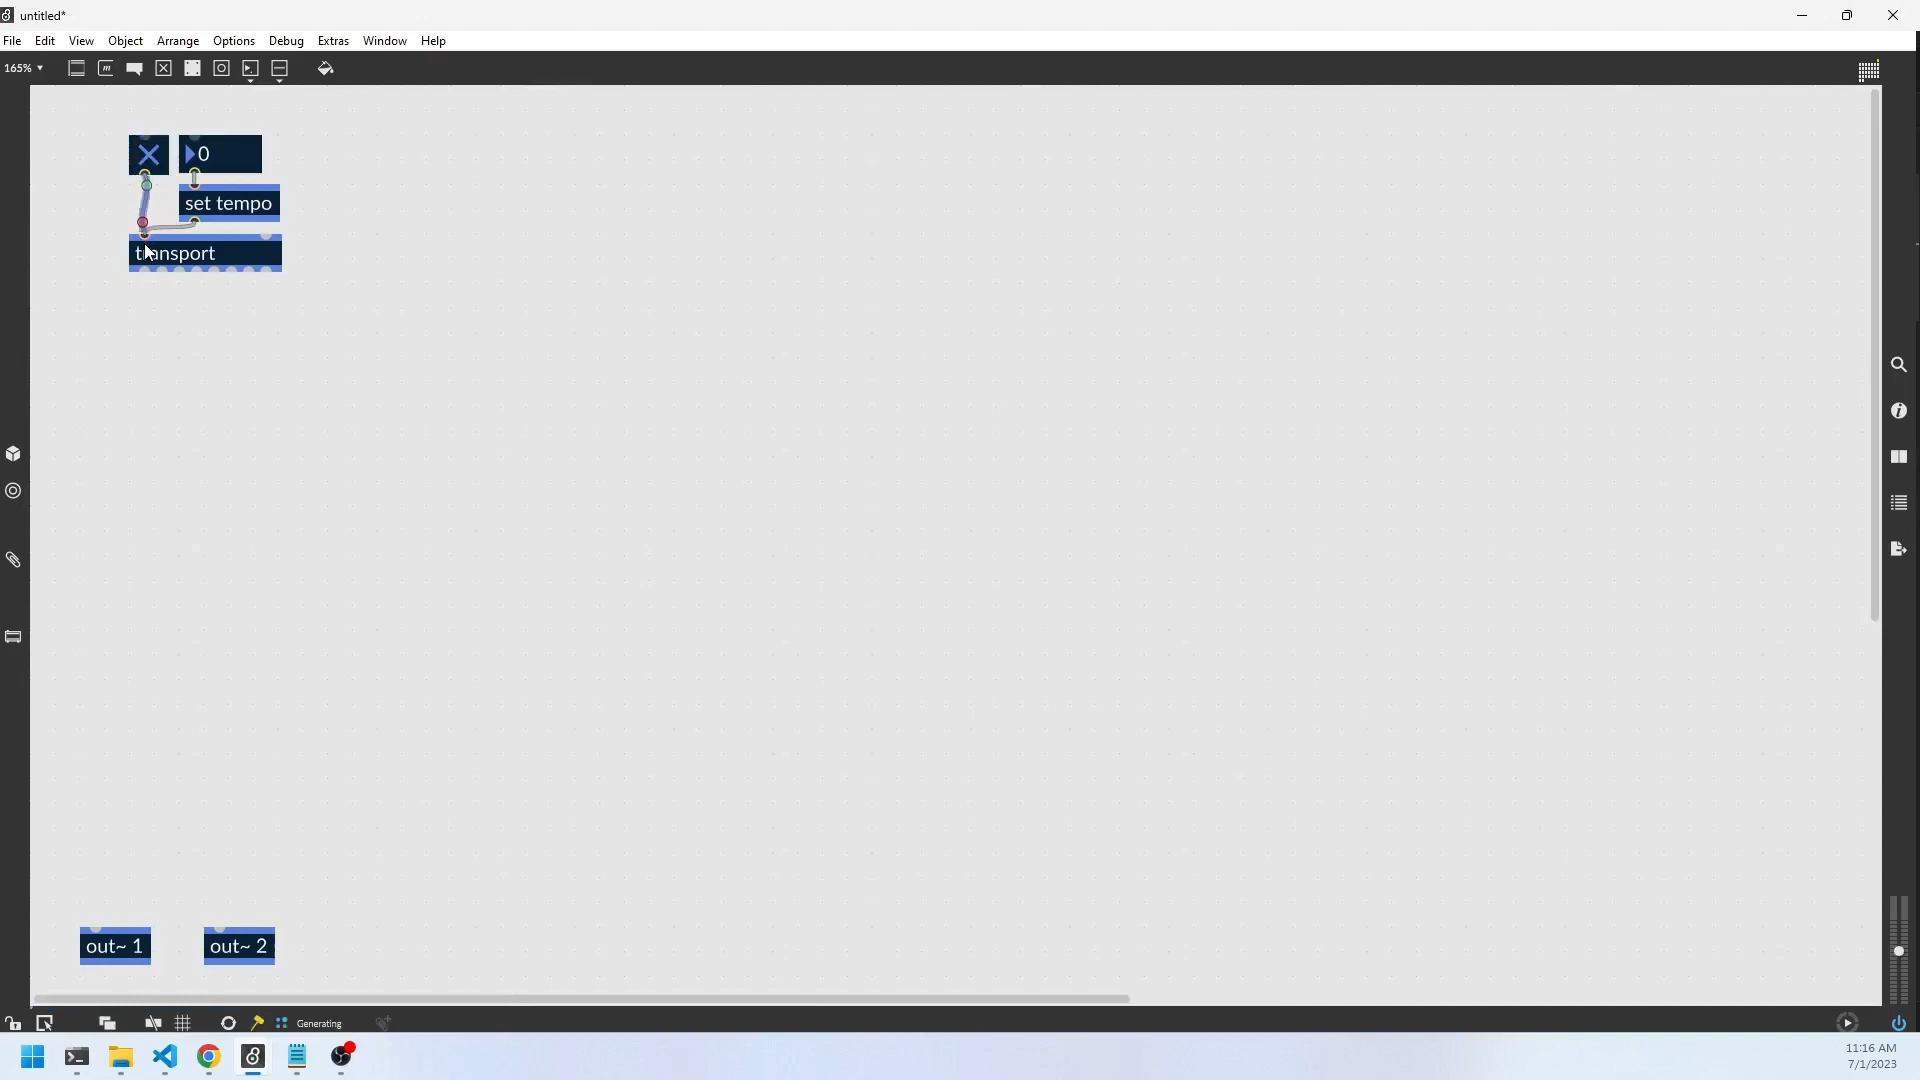 untitled*
File Edit View Object Arrange Options Debug Extras Window Help
165%
0
set tempo
transport
out~ 1 out~ 2
Generating
11:16 AM
7/1/2023